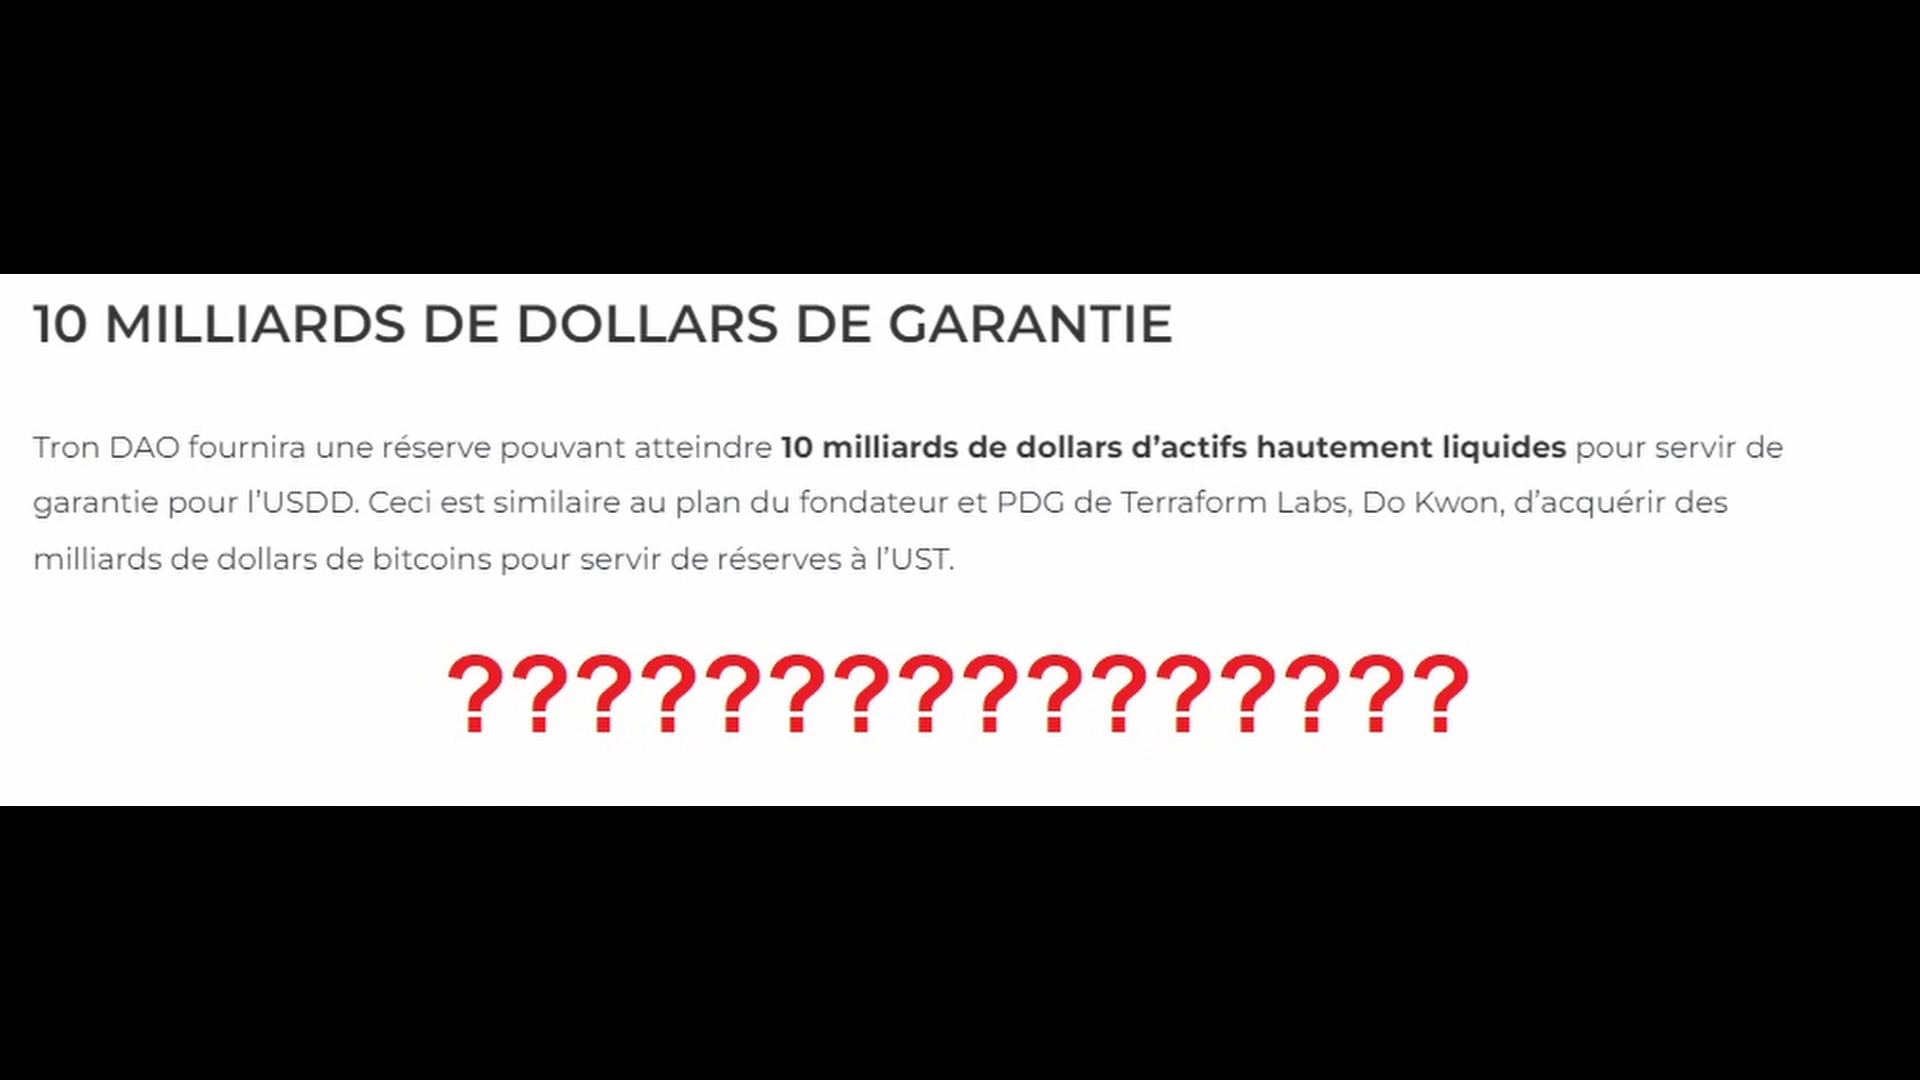 10 MILLIARDS DE DOLLARS DE GARANTIE
Tron DAO fournira une réserve pouvant atteindre 10 milliards de dollars d’actifs hautement liquides pour servir de
garantie pour l’USDD. Ceci est similaire au plan du fondateur et PDG de Terraform Labs, Do Kwon, d’acquérir des
milliards de dollars de bitcoins pour servir de réserves à l’UST.
????????????????